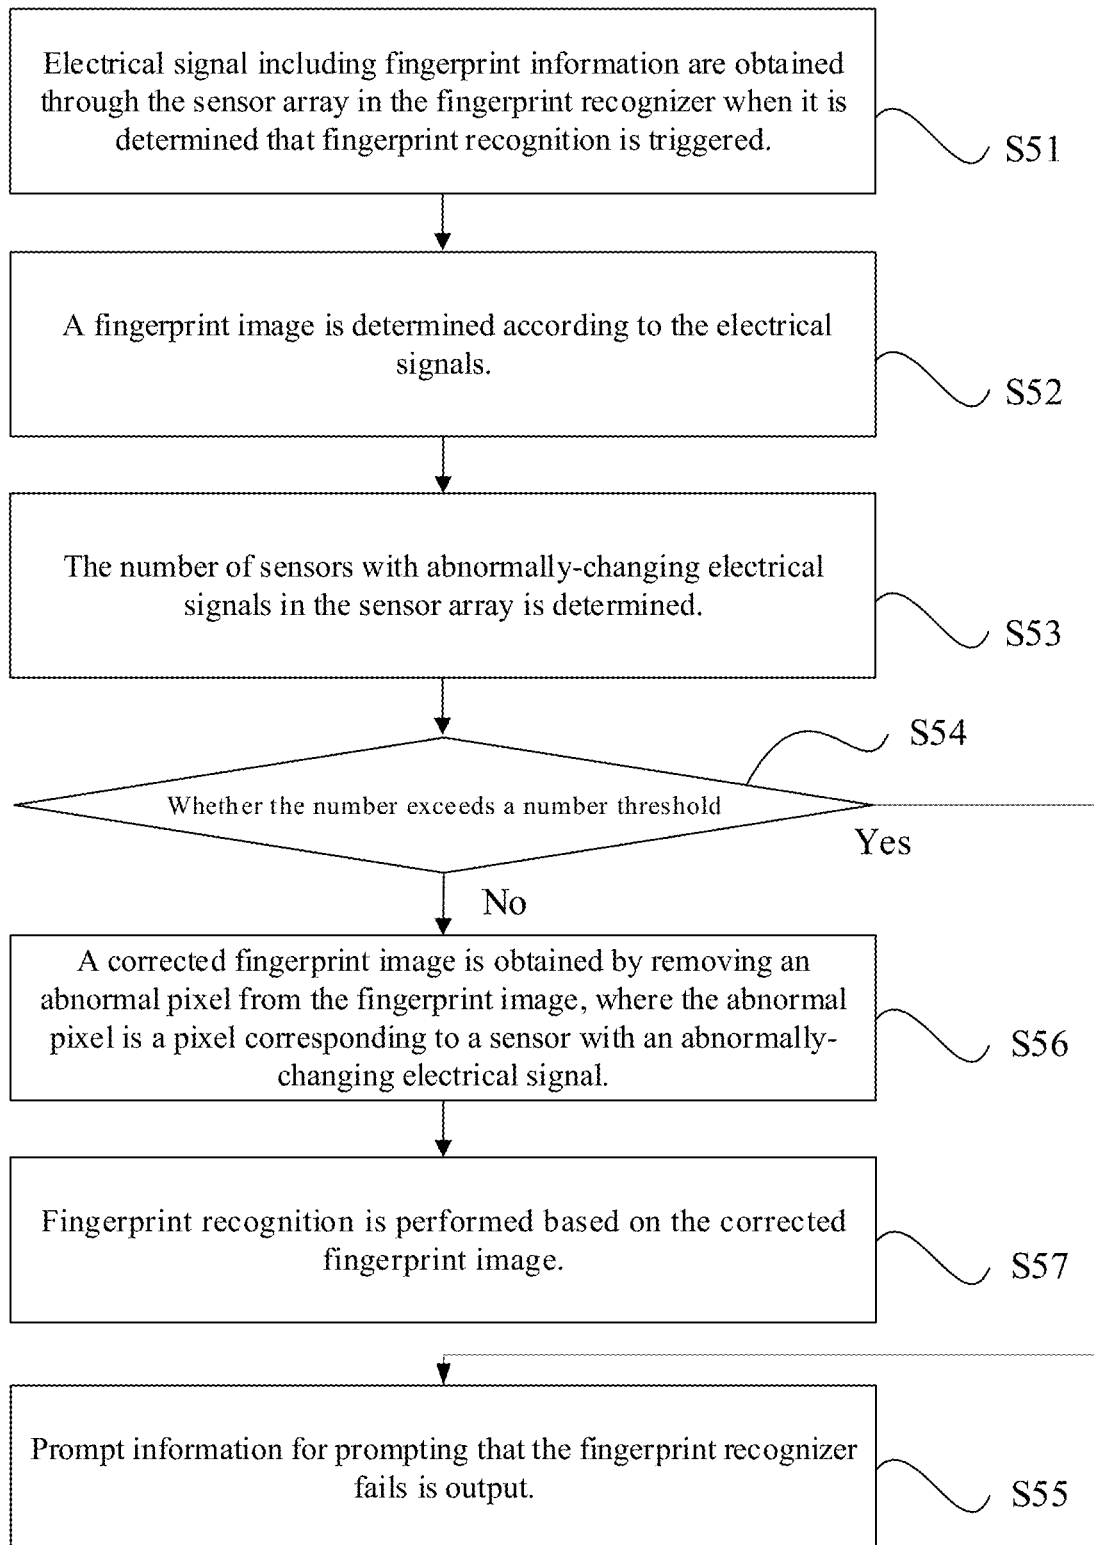 Electrical signal including fingerprint information are obtained
through the sensor array in the fingerprint recognizer when it is
determined that fingerprint recognition is triggered.
S51
A fingerprint image is determined according to the electrical
signals.
S52
The number of sensors with abnormally-changing electrical
signals in the sensor array is determined.
S53
S54
Whether the number exceeds a number threshold
Yes
No
A corrected fingerprint image is obtained by removing an
abnormal pixel from the fingerprint image, where the abnormal
pixel is a pixel corresponding to a sensor with an abnormally-
changing electrical signal.
S56
Fingerprint recognition is performed based on the corrected
fingerprint image.
S57
Prompt information for prompting that the fingerprint recognizer
fails is output.
S55